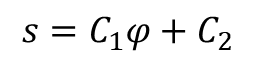 s = C₁φ + C₂